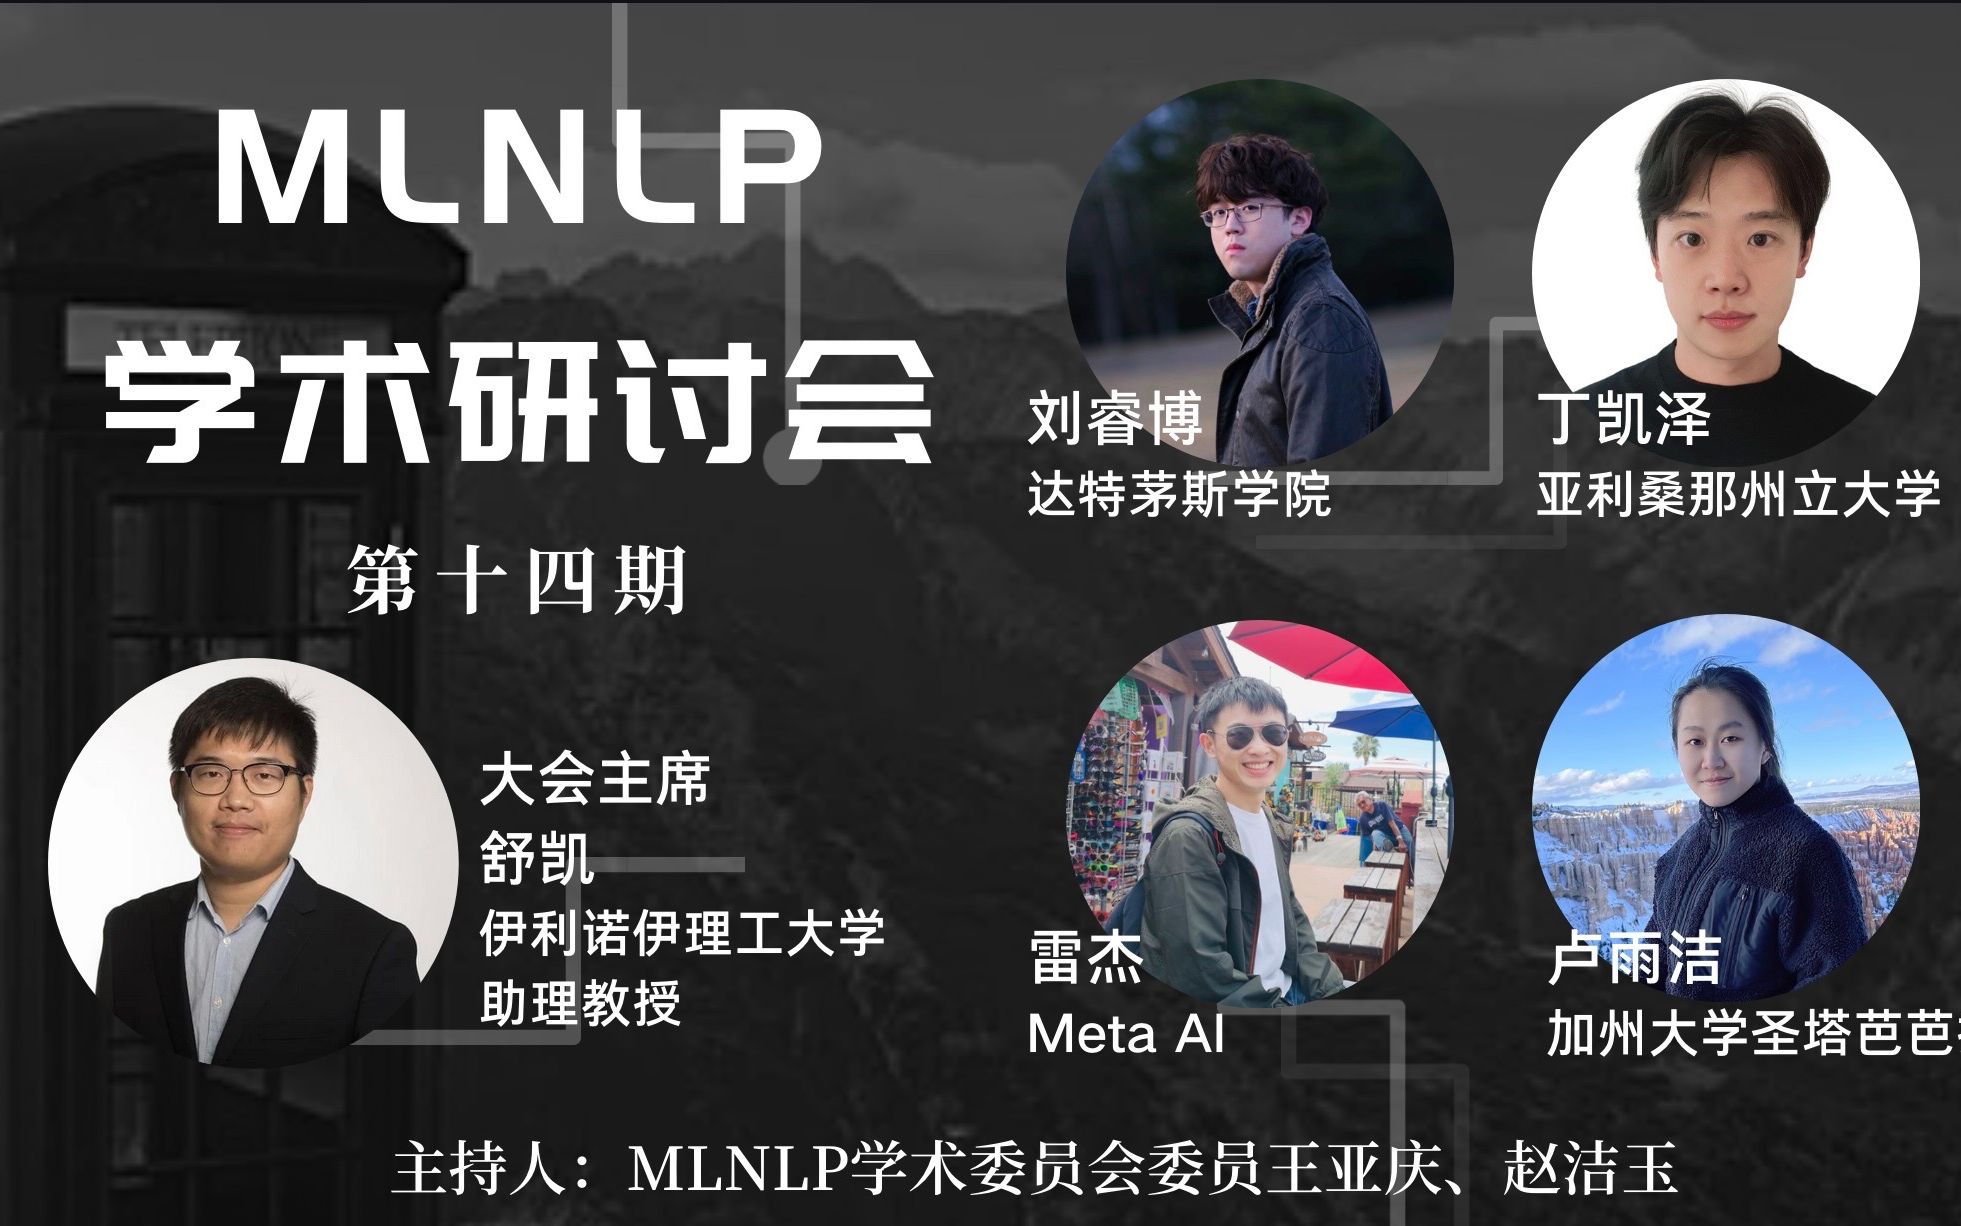 MLNLP
学术研讨会
第十四期
大会主席
舒凯
伊利诺伊理工大学
助理教授
刘睿博
达特茅斯学院
丁凯泽
亚利桑那州立大学
雷杰
Meta AI
卢雨洁
加州大学圣塔芭芭
主持人：MLNLP学术委员会委员王亚庆、赵洁玉